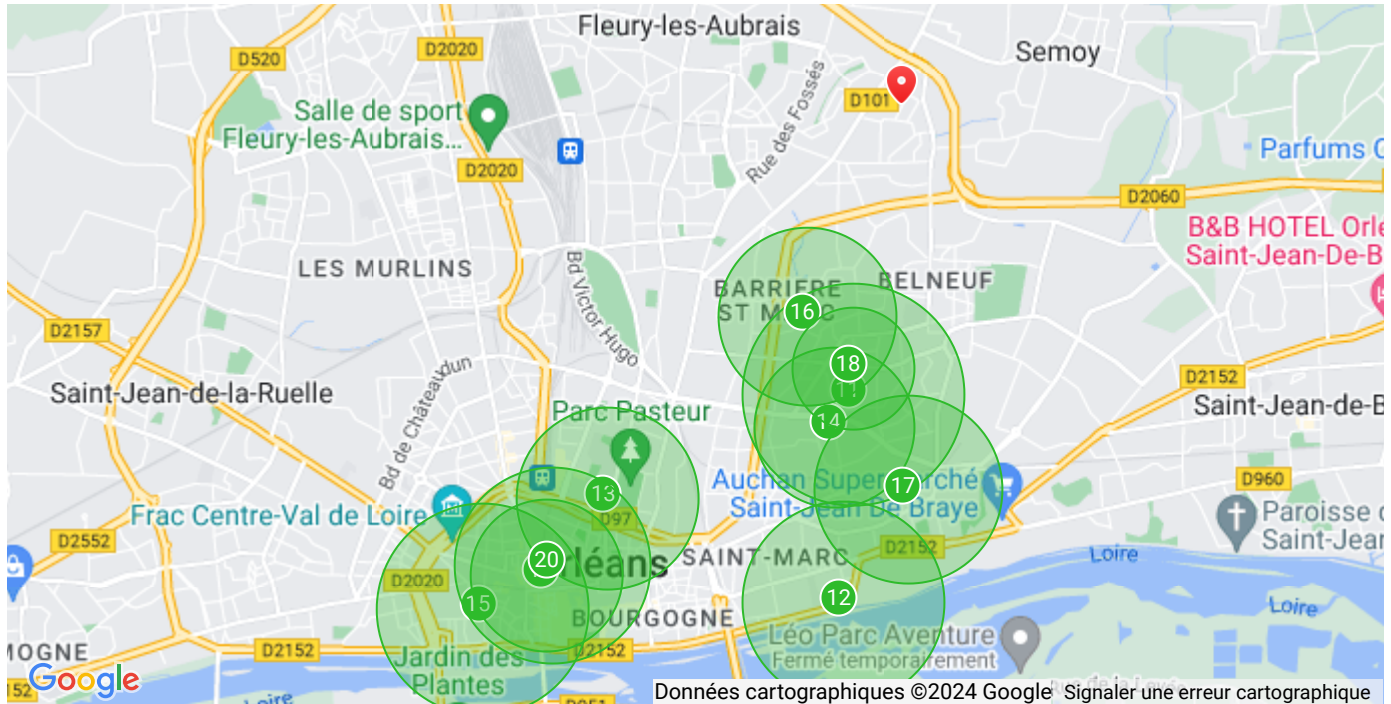 Fleury-les-Aubrais
D2020
D520
Semoy
D101
Rue des Fossés
Salle de sport
Fleury-les-Aubrais...
D2020
Parfums C
D2060
B&B HOTEL Orle
Saint-Jean-De-B
LES MURLINS
Bd Victor Hugo
BARRIERE
BELNEUF
16
D2157
18
11
D2152
Saint-Jean-de-la-Ruelle
Bd de Châteaudun
Saint-Jean-de-B
Parc Pasteur
14
Auchan Supermarché
Saint-Jean De Braye
17
D960
13
Frac Centre-Val de Loire
D97
Paroisse
Saint-Jea
D2552
SAINT-MARC
D2152
Loire
20
D2020
15
12
BOURGOGNE
Loire
Léo Parc Aventure
Fermé temporairement
MOGNE
D2152
D2152
Jardin des
Plantes
Google
Loire
Données cartographiques ©2024 Google
Signaler une erreur cartographique